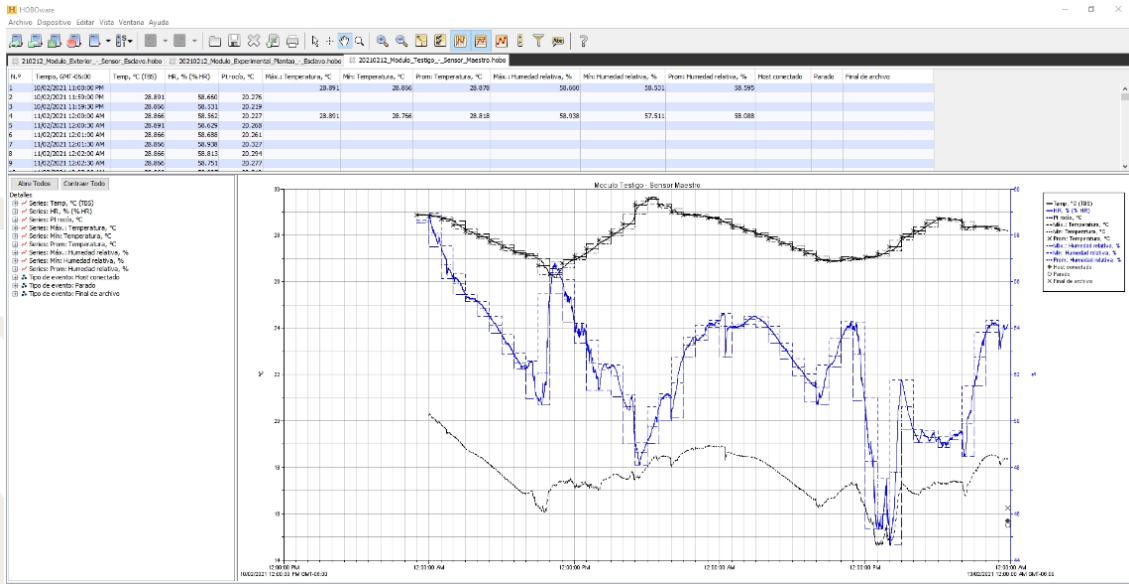 HOBOware
Archivo Dispositivo Editar Vista Ventana Ayuda
210212_Modulo_Exterior_-_Sensor_Esclavo.hobo 20210212_Modulo_Experimental_Plantas_-_Esclavo.hobo 20210212_Modulo_Testigo_-_Sensor_Maestro.hobo
N.º Tiempo, GMT-06:00 Temp, °C (TBS) HR, % (% HR) Pt rocío, °C Máx.: Temperatura, °C Mín: Temperatura, °C Prom: Temperatura, °C Máx.: Humedad relativa, % Mín: Humedad relativa, % Prom: Humedad relativa, % Host conectado Parado Final de archivo
1 10/02/2021 11:00:00 PM 28.891 28.866 28.878 58.660 58.531 58.595
2 10/02/2021 11:59:00 PM 28.891 58.660 20.276
3 10/02/2021 11:59:30 PM 28.866 58.531 20.219
4 11/02/2021 12:00:00 AM 28.866 58.562 20.227 28.891 28.766 28.818 58.938 57.511 58.088
5 11/02/2021 12:00:30 AM 28.891 58.629 20.268
6 11/02/2021 12:01:00 AM 28.866 58.688 20.261
7 11/02/2021 12:01:30 AM 28.866 58.938 20.327
8 11/02/2021 12:02:00 AM 28.866 58.813 20.294
9 11/02/2021 12:02:30 AM 28.866 58.751 20.277
Abrir Todos Contraer Todo
Detalles
Series: Temp, °C (TBS)
Series: HR, % (% HR)
Series: Pt rocío, °C
Series: Máx.: Temperatura, °C
Series: Mín: Temperatura, °C
Series: Prom: Temperatura, °C
Series: Máx.: Humedad relativa, %
Series: Mín: Humedad relativa, %
Series: Prom: Humedad relativa, %
Tipo de evento: Host conectado
Tipo de evento: Parado
Tipo de evento: Final de archivo
Modulo Testigo - Sensor Maestro
30
28
26
24
22
20
18
16
14
°C
60
58
56
54
52
50
48
46
44
%
Temp, °C (TBS)
HR, % (% HR)
Pt rocío, °C
Máx.: Temperatura, °C
Mín: Temperatura, °C
Prom: Temperatura, °C
Máx.: Humedad relativa, %
Mín: Humedad relativa, %
Prom: Humedad relativa, %
Host conectado
Parado
Final de archivo
12:00:00 PM 12:00:00 AM 12:00:00 PM 12:00:00 AM 12:00:00 PM 12:00:00 AM
10/02/2021 12:00:00 PM GMT-06:00 13/02/2021 12:00:00 AM GMT-06:00